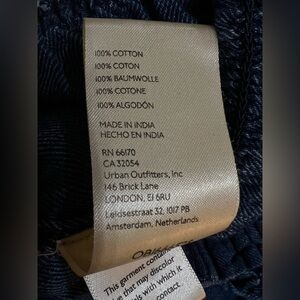 100% COTTON
100% COTON
100% BAUMWOLLE
100% COTONE
100% ALGODÓN
MADE IN INDIA
HECHO EN INDIA
RN 66170
CA 32054
Urban Outfitters, Inc
146 Brick Lane
LONDON, E1 6RU
Leidsestraat 32, 1017 PB
Amsterdam, Netherlands
This garment contains
that may discolor
with which it
contact.